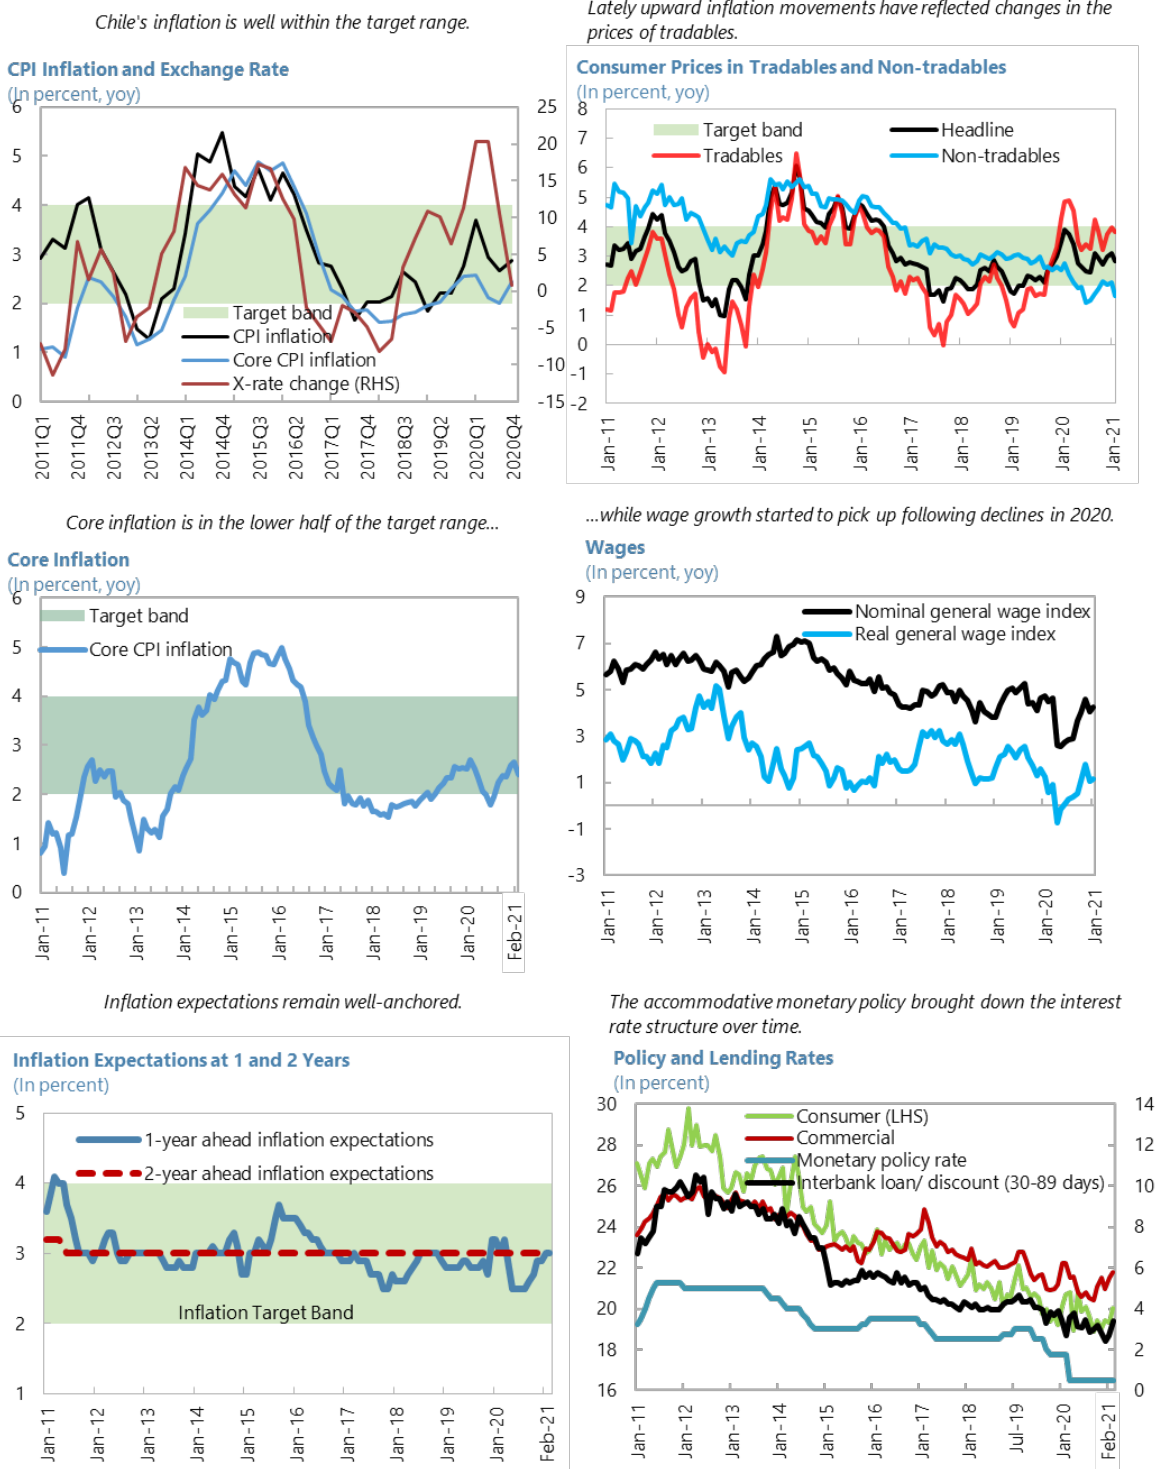 Chile's inflation is well within the target range.
CPI Inflation and Exchange Rate
(In percent, yoy)
6
5
4
3
2
1
0
25
20
15
10
5
0
-5
-10
-15
Target band
CPI inflation
Core CPI inflation
X-rate change (RHS)
2011Q1
2011Q4
2012Q3
2013Q2
2014Q1
2014Q4
2015Q3
2016Q2
2017Q1
2017Q4
2018Q3
2019Q2
2020Q1
2020Q4
Lately upward inflation movements have reflected changes in the
prices of tradables.
Consumer Prices in Tradables and Non-tradables
(In percent, yoy)
8
7
6
5
4
3
2
1
0
-1
-2
Target band
Headline
Tradables
Non-tradables
Jan-11
Jan-12
Jan-13
Jan-14
Jan-15
Jan-16
Jan-17
Jan-18
Jan-19
Jan-20
Jan-21
Core inflation is in the lower half of the target range...
Core Inflation
(In percent, yoy)
6
5
4
3
2
1
0
Target band
Core CPI inflation
Jan-11
Jan-12
Jan-13
Jan-14
Jan-15
Jan-16
Jan-17
Jan-18
Jan-19
Jan-20
Feb-21
...while wage growth started to pick up following declines in 2020.
Wages
(In percent, yoy)
9
7
5
3
1
-1
-3
Nominal general wage index
Real general wage index
Jan-11
Jan-12
Jan-13
Jan-14
Jan-15
Jan-16
Jan-17
Jan-18
Jan-19
Jan-20
Jan-21
Inflation expectations remain well-anchored.
Inflation Expectations at 1 and 2 Years
(In percent)
5
4
3
2
1
1-year ahead inflation expectations
2-year ahead inflation expectations
Inflation Target Band
Jan-11
Jan-12
Jan-13
Jan-14
Jan-15
Jan-16
Jan-17
Jan-18
Jan-19
Jan-20
Feb-21
The accommodative monetary policy brought down the interest
rate structure over time.
Policy and Lending Rates
(In percent)
30
28
26
24
22
20
18
16
14
12
10
8
6
4
2
0
Consumer (LHS)
Commercial
Monetary policy rate
Interbank loan/ discount (30-89 days)
Jan-11
Jan-12
Jan-13
Jan-14
Jan-15
Jan-16
Jan-17
Jan-18
Jul-19
Jan-20
Feb-21